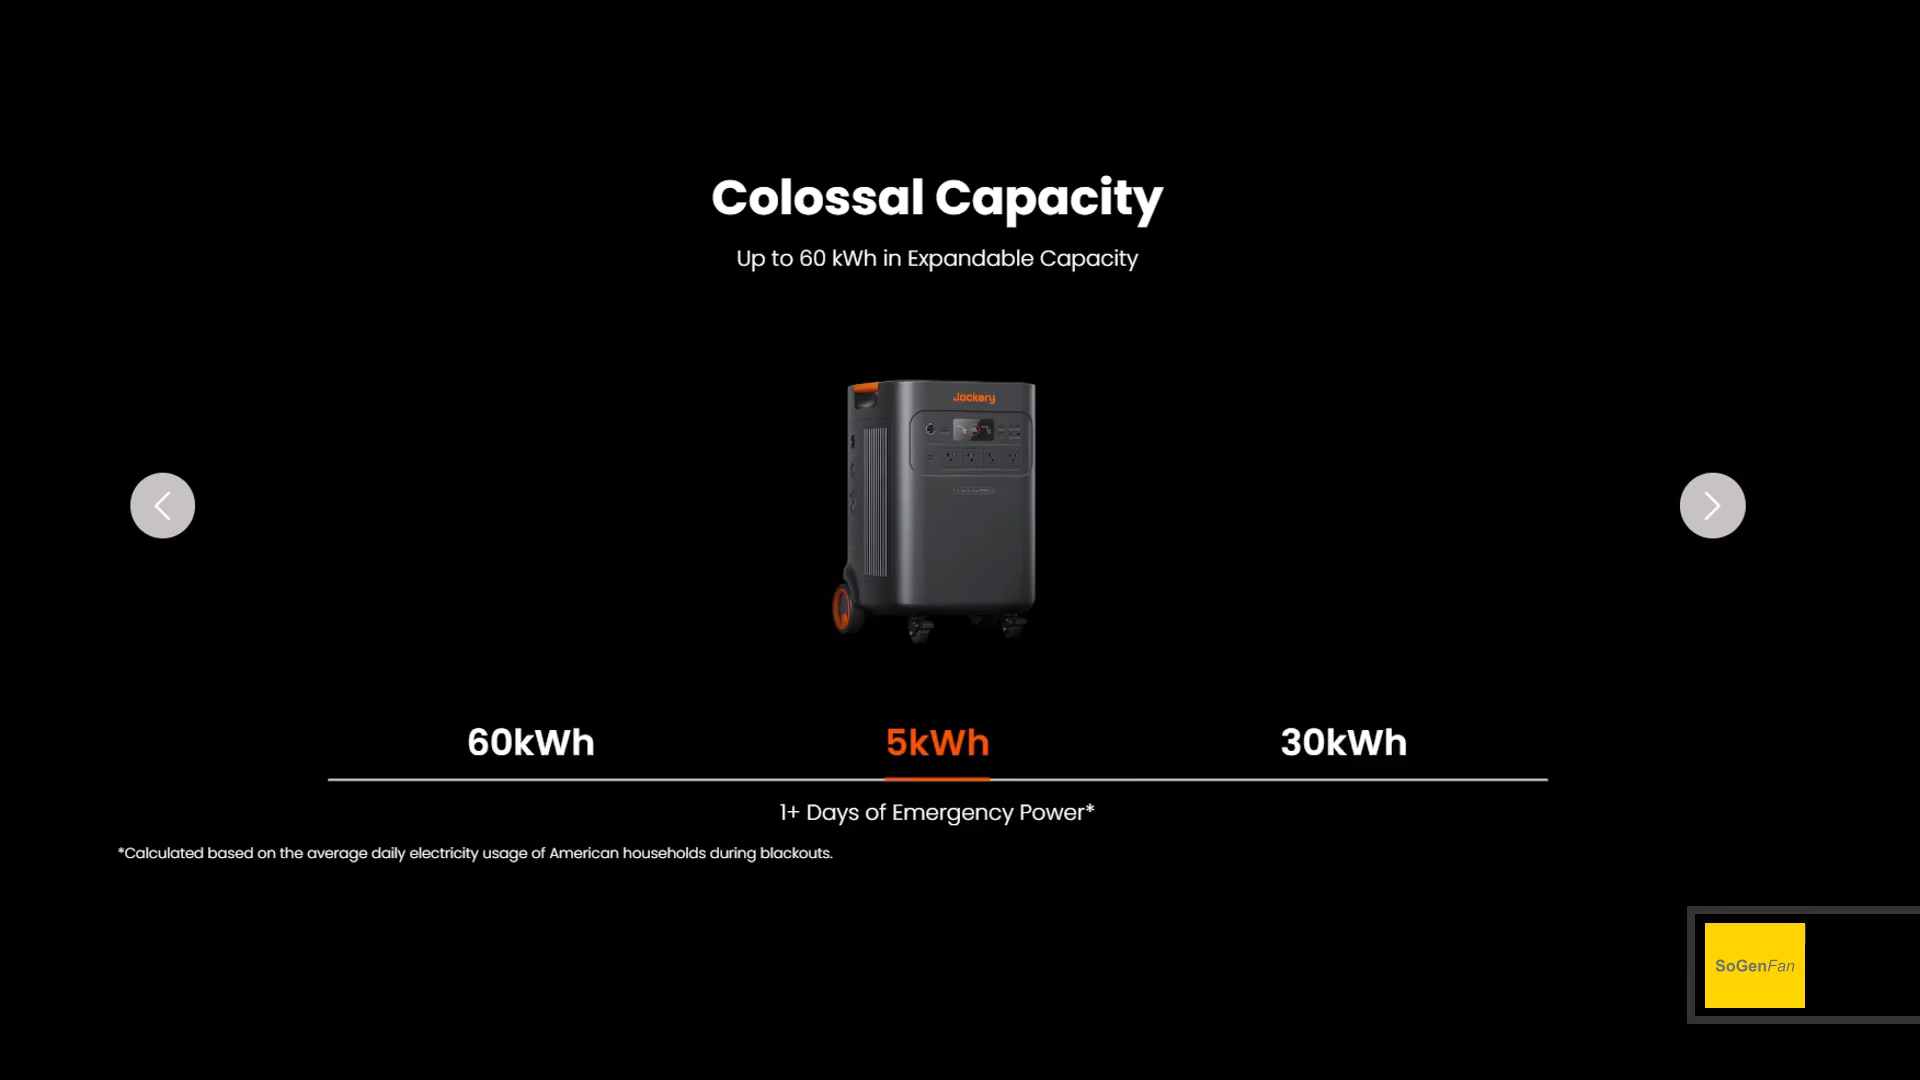 Colossal Capacity
Up to 60 kWh in Expandable Capacity
Jackery
60kWh
5kWh
30kWh
1+ Days of Emergency Power*
*Calculated based on the average daily electricity usage of American households during blackouts.
SoGenFan